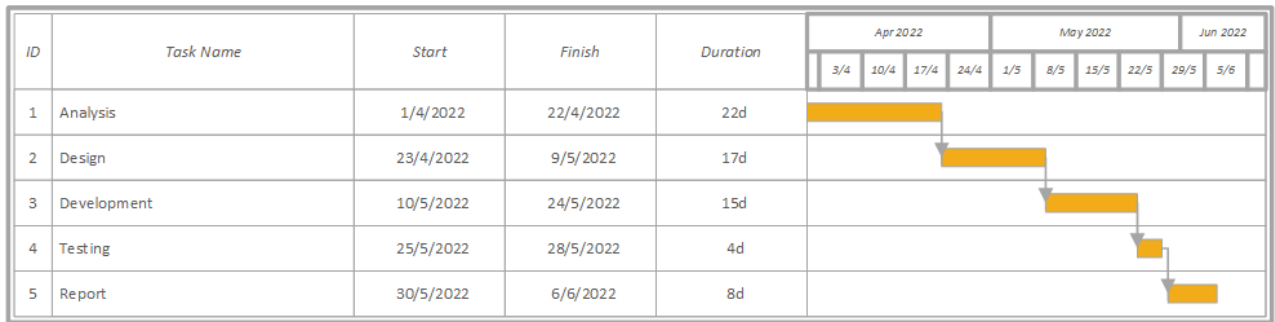 ID Task Name Start Finish Duration Apr 2022 May 2022 Jun 2022
3/4 10/4 17/4 24/4 1/5 8/5 15/5 22/5 29/5 5/6
1 Analysis 1/4/2022 22/4/2022 22d
2 Design 23/4/2022 9/5/2022 17d
3 Development 10/5/2022 24/5/2022 15d
4 Testing 25/5/2022 28/5/2022 4d
5 Report 30/5/2022 6/6/2022 8d